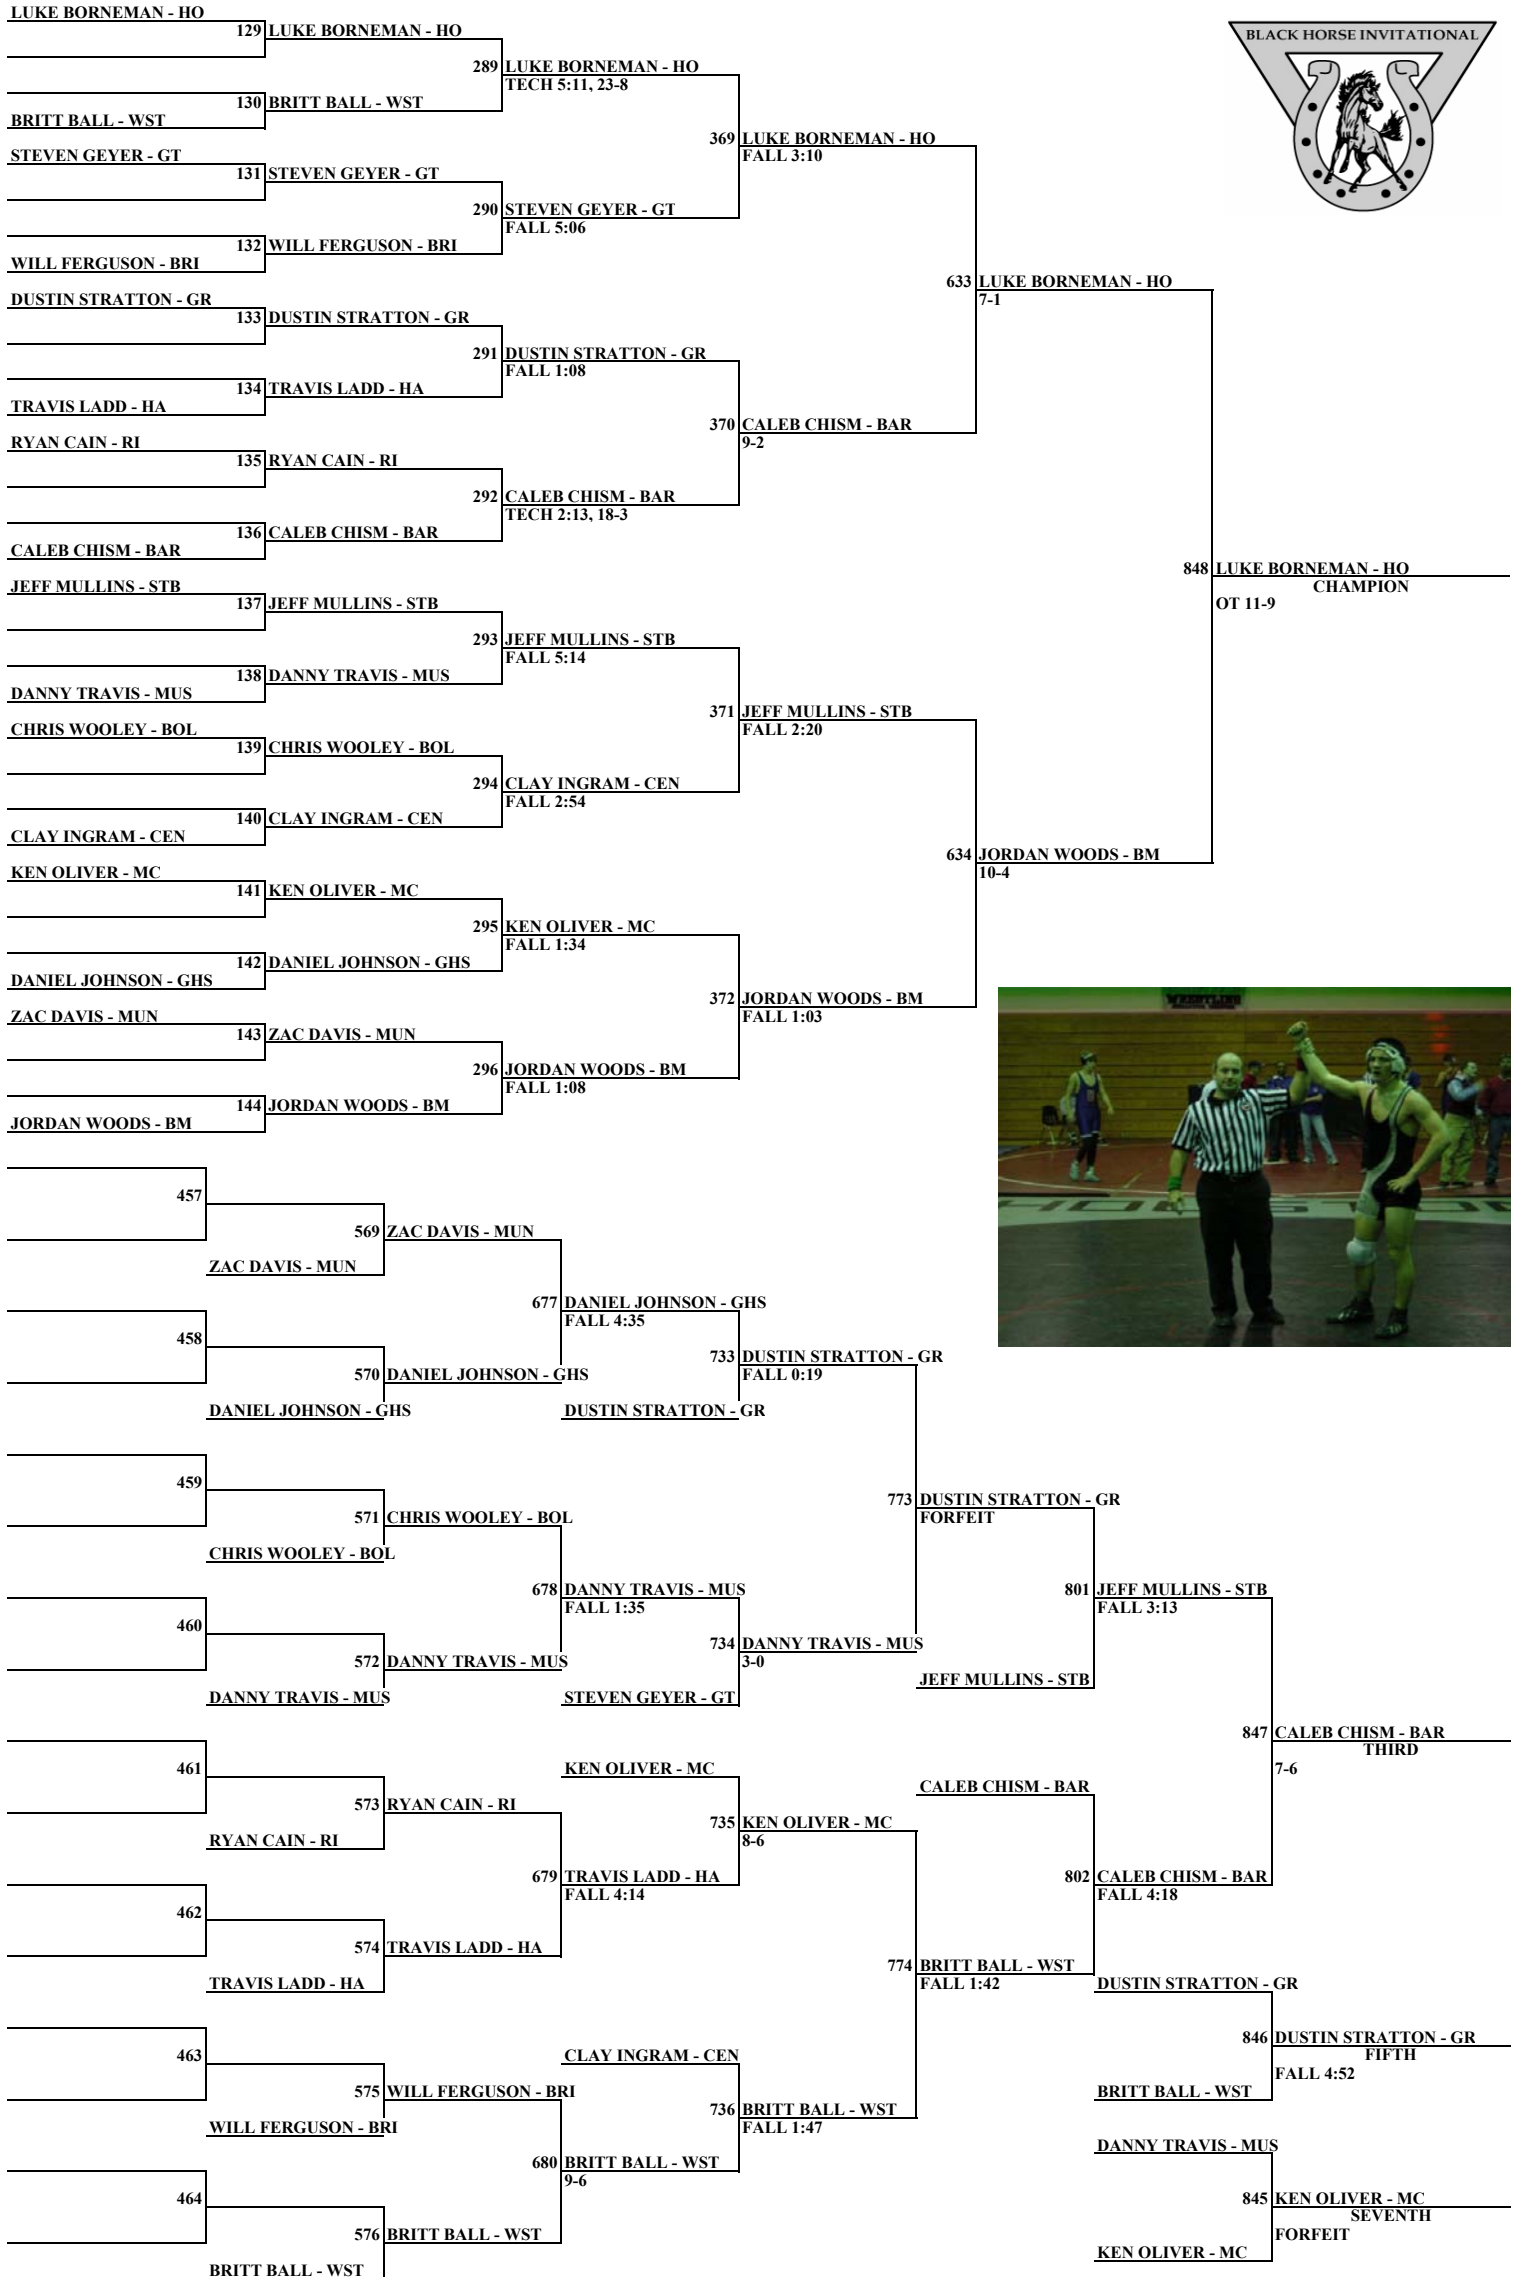 LUKE BORNEMAN - HO
129 LUKE BORNEMAN - HO
BLACK HORSE INVITATIONAL
289 LUKE BORNEMAN - HO
TECH 5:11, 23-8
130 BRITT BALL - WST
BRITT BALL - WST
369 LUKE BORNEMAN - HO
FALL 3:10
STEVEN GEYER - GT
131 STEVEN GEYER - GT
290 STEVEN GEYER - GT
FALL 5:06
132 WILL FERGUSON - BRI
WILL FERGUSON - BRI
633 LUKE BORNEMAN - HO
7-1
DUSTIN STRATTON - GR
133 DUSTIN STRATTON - GR
291 DUSTIN STRATTON - GR
FALL 1:08
134 TRAVIS LADD - HA
TRAVIS LADD - HA
370 CALEB CHISM - BAR
9-2
RYAN CAIN - RI
135 RYAN CAIN - RI
292 CALEB CHISM - BAR
TECH 2:13, 18-3
136 CALEB CHISM - BAR
CALEB CHISM - BAR
848 LUKE BORNEMAN - HO
CHAMPION
OT 11-9
JEFF MULLINS - STB
137 JEFF MULLINS - STB
293 JEFF MULLINS - STB
FALL 5:14
138 DANNY TRAVIS - MUS
DANNY TRAVIS - MUS
371 JEFF MULLINS - STB
FALL 2:20
CHRIS WOOLEY - BOL
139 CHRIS WOOLEY - BOL
294 CLAY INGRAM - CEN
FALL 2:54
140 CLAY INGRAM - CEN
CLAY INGRAM - CEN
634 JORDAN WOODS - BM
10-4
KEN OLIVER - MC
141 KEN OLIVER - MC
295 KEN OLIVER - MC
FALL 1:34
142 DANIEL JOHNSON - GHS
DANIEL JOHNSON - GHS
372 JORDAN WOODS - BM
FALL 1:03
ZAC DAVIS - MUN
143 ZAC DAVIS - MUN
296 JORDAN WOODS - BM
FALL 1:08
144 JORDAN WOODS - BM
JORDAN WOODS - BM
WRESTLING
457
569 ZAC DAVIS - MUN
ZAC DAVIS - MUN
677 DANIEL JOHNSON - GHS
FALL 4:35
458
570 DANIEL JOHNSON - GHS
DANIEL JOHNSON - GHS
733 DUSTIN STRATTON - GR
FALL 0:19
DUSTIN STRATTON - GR
459
571 CHRIS WOOLEY - BOL
CHRIS WOOLEY - BOL
773 DUSTIN STRATTON - GR
FORFEIT
678 DANNY TRAVIS - MUS
FALL 1:35
801 JEFF MULLINS - STB
FALL 3:13
460
572 DANNY TRAVIS - MUS
DANNY TRAVIS - MUS
734 DANNY TRAVIS - MUS
3-0
STEVEN GEYER - GT
JEFF MULLINS - STB
847 CALEB CHISM - BAR
THIRD
7-6
461
573 RYAN CAIN - RI
RYAN CAIN - RI
KEN OLIVER - MC
735 KEN OLIVER - MC
8-6
CALEB CHISM - BAR
679 TRAVIS LADD - HA
FALL 4:14
802 CALEB CHISM - BAR
FALL 4:18
462
574 TRAVIS LADD - HA
TRAVIS LADD - HA
774 BRITT BALL - WST
FALL 1:42
DUSTIN STRATTON - GR
846 DUSTIN STRATTON - GR
FIFTH
FALL 4:52
BRITT BALL - WST
463
CLAY INGRAM - CEN
575 WILL FERGUSON - BRI
WILL FERGUSON - BRI
736 BRITT BALL - WST
FALL 1:47
680 BRITT BALL - WST
9-6
DANNY TRAVIS - MUS
464
576 BRITT BALL - WST
BRITT BALL - WST
845 KEN OLIVER - MC
SEVENTH
FORFEIT
KEN OLIVER - MC